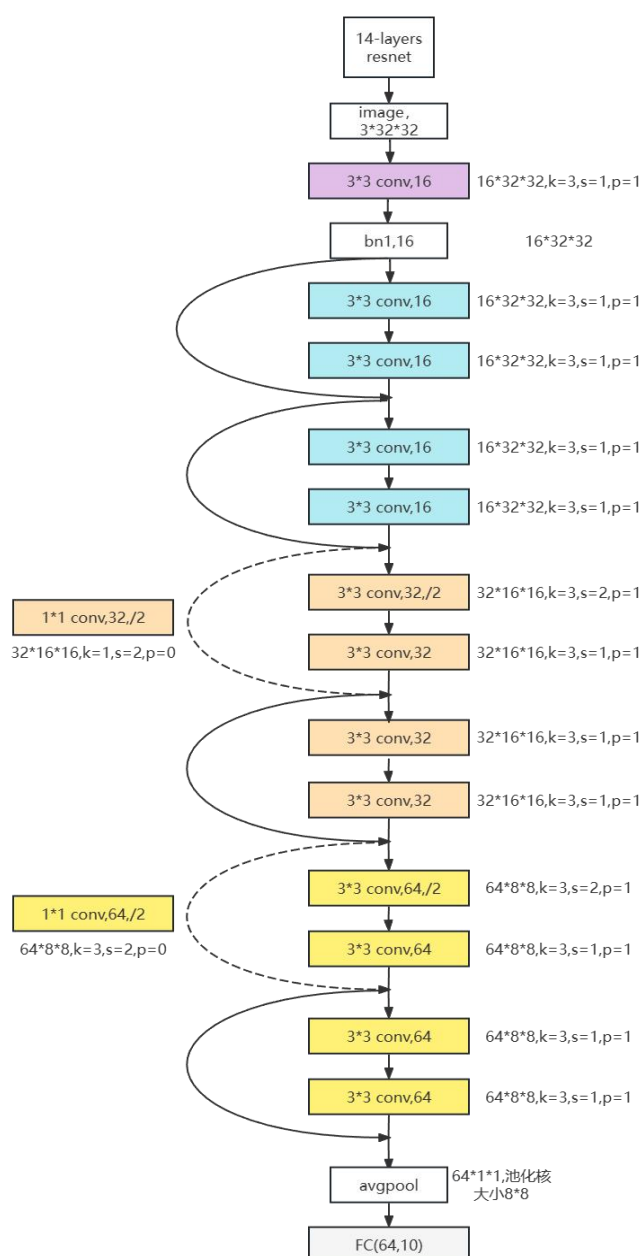 14-layers
resnet
image,
3*32*32
3*3 conv,16
16*32*32,k=3,s=1,p=1
bn1,16
16*32*32
3*3 conv,16
16*32*32,k=3,s=1,p=1
3*3 conv,16
16*32*32,k=3,s=1,p=1
3*3 conv,16
16*32*32,k=3,s=1,p=1
3*3 conv,16
16*32*32,k=3,s=1,p=1
3*3 conv,32,/2
32*16*16,k=3,s=2,p=1
1*1 conv,32,/2
32*16*16,k=1,s=2,p=0
3*3 conv,32
32*16*16,k=3,s=1,p=1
3*3 conv,32
32*16*16,k=3,s=1,p=1
3*3 conv,32
32*16*16,k=3,s=1,p=1
3*3 conv,64,/2
64*8*8,k=3,s=2,p=1
1*1 conv,64,/2
64*8*8,k=3,s=2,p=0
3*3 conv,64
64*8*8,k=3,s=1,p=1
3*3 conv,64
64*8*8,k=3,s=1,p=1
3*3 conv,64
64*8*8,k=3,s=1,p=1
avgpool
64*1*1,池化核
大小8*8
FC(64,10)